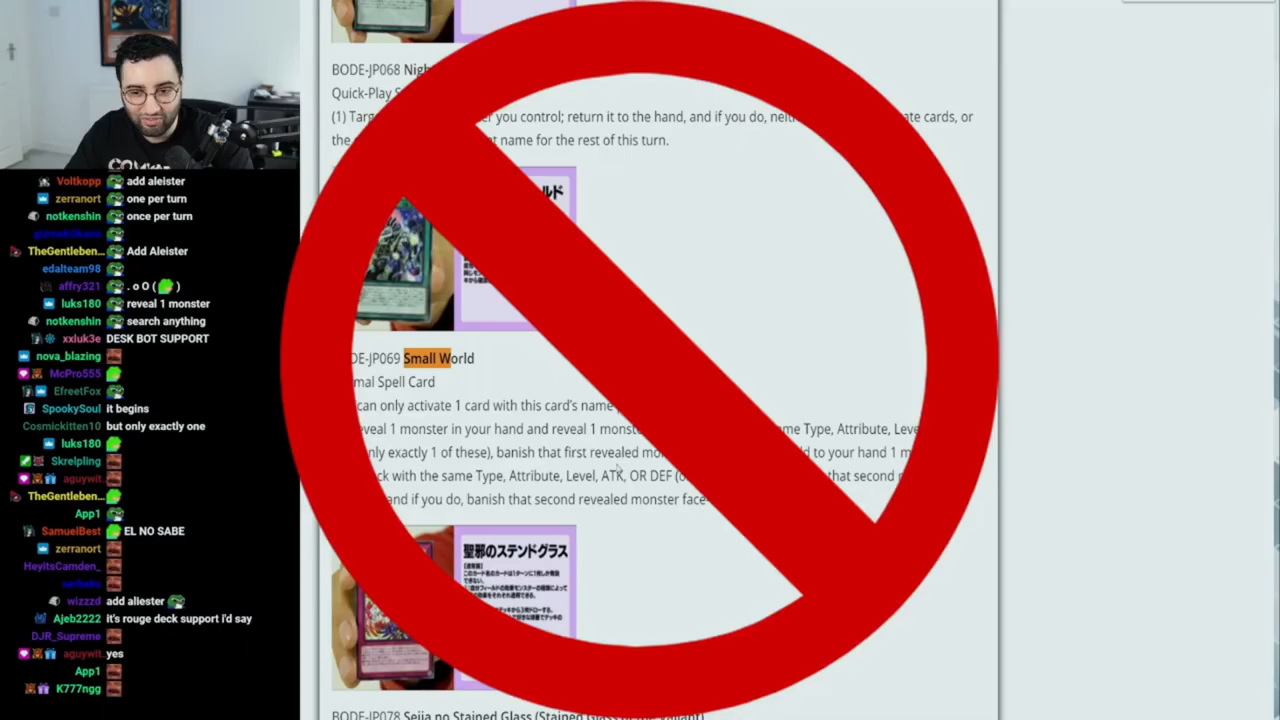 Voltkopp add aleister
zerranort one per turn
notkenshin once per turn
TheGentleben... Add Aleister
edalteam98
affry321 . o O ( )
luks180 reveal 1 monster
notkenshin search anything
xxluk3e DESK BOT SUPPORT
nova_blazing
McPro555
EfreetFox
SpookySoul it begins
Cosmickitten10 but only exactly one
luks180
Skrelpling
aguywit..
TheGentleben...
App1
SamuelBest EL NO SABE
zerranort
HeyitsCamden_
wizzzd add aliester
Ajeb2222 it's rouge deck support i'd say
DJR_Supreme
aguywit.. yes
App1
K777ngg
BODE-JP068 Nig
Quick-Play S
(1) Targ er you control; return it to the hand, and if you do, neit ate cards, or
the nt name for the rest of this turn.
ルド
DE-JP069 Small World
mal Spell Card
can only activate 1 card with this card's name
eveal 1 monster in your hand and reveal 1 monst me Type, Attribute, Leve
nly exactly 1 of these), banish that first revealed mo d to your hand 1 m
ck with the same Type, Attribute, Level, ATK, OR DEF (o that second r
and if you do, banish that second revealed monster face-
聖邪のステンドグラス
BODE-JP078 Seija no Stained Glass (Stained Glass